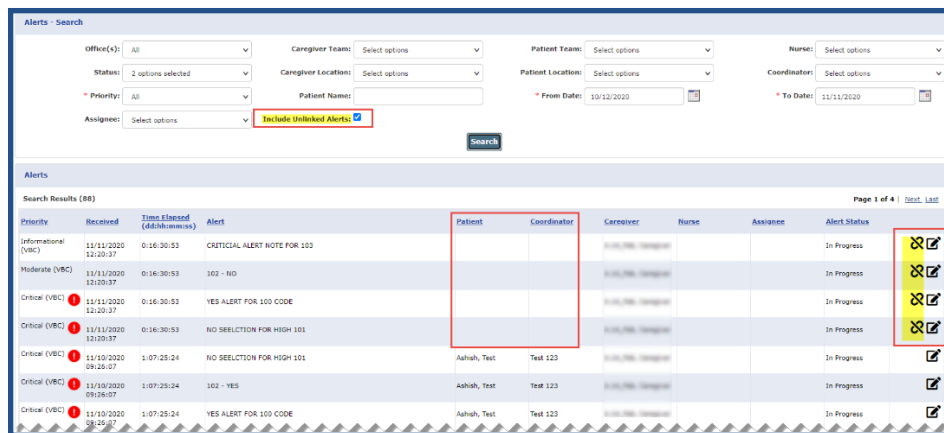 Alerts - Search
Office(s): All Caregiver Team: Select options Patient Team: Select options Nurse: Select options
Status: 2 options selected Caregiver Location: Select options Patient Location: Select options Coordinator: Select options
* Priority: All Patient Name: * From Date: 10/12/2020 * To Date: 11/11/2020
Assignee: Select options Include Unlinked Alerts:
Search
Alerts
Search Results (88) Page 1 of 4 | Next Last
Priority Received Time Elapsed (dd:hh:mm:ss) Alert Patient Coordinator Caregiver Nurse Assignee Alert Status
Informational (VBC) 11/11/2020 12:20:37 0:16:30:53 CRITICIAL ALERT NOTE FOR 103 In Progress
Moderate (VBC) 11/11/2020 12:20:37 0:16:30:53 102 - NO In Progress
Critical (VBC) 11/11/2020 12:20:37 0:16:30:53 YES ALERT FOR 100 CODE In Progress
Critical (VBC) 11/11/2020 12:20:37 0:16:30:53 NO SEELCTION FOR HIGH 101 In Progress
Critical (VBC) 11/10/2020 09:26:07 1:07:25:24 NO SEELCTION FOR HIGH 101 Ashish, Test Test 123 In Progress
Critical (VBC) 11/10/2020 09:26:07 1:07:25:24 102 - YES Ashish, Test Test 123 In Progress
Critical (VBC) 11/10/2020 09:26:07 1:07:25:24 YES ALERT FOR 100 CODE Ashish, Test Test 123 In Progress